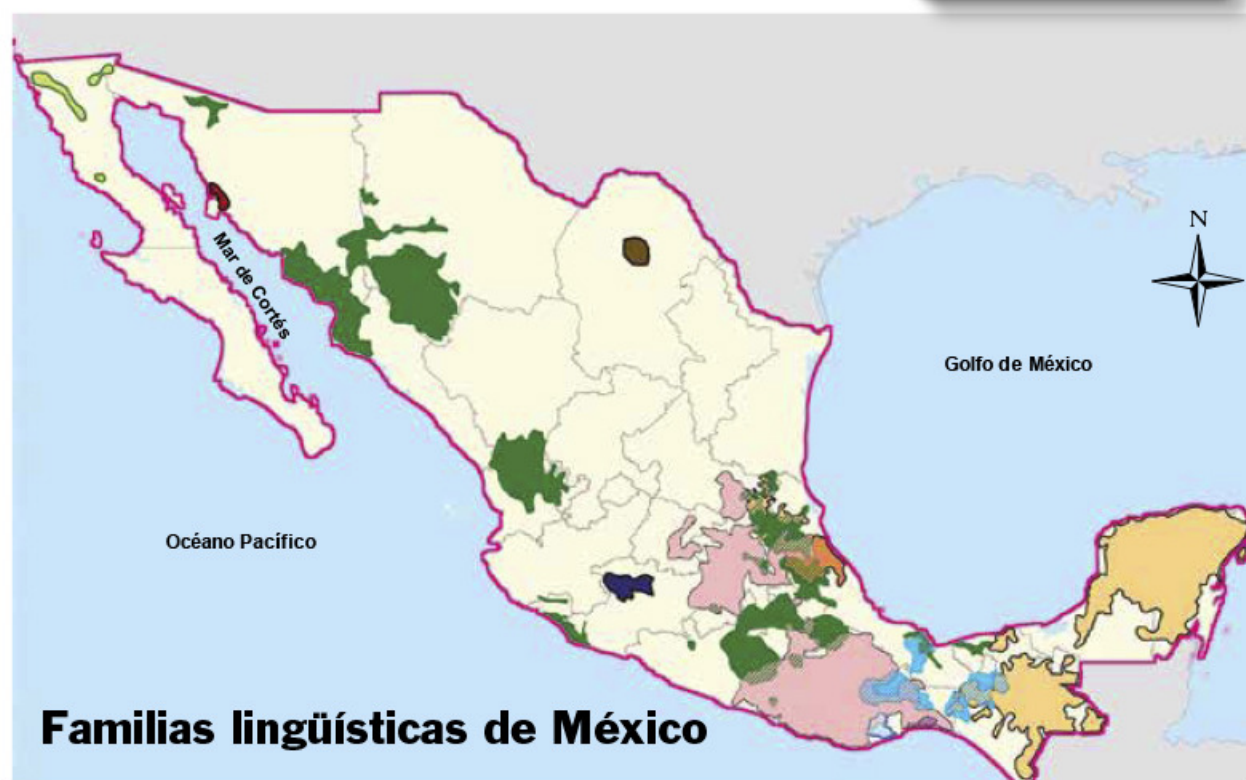 N
Mar de Cortés
Golfo de México
Océano Pacífico
Familias lingüísticas de México